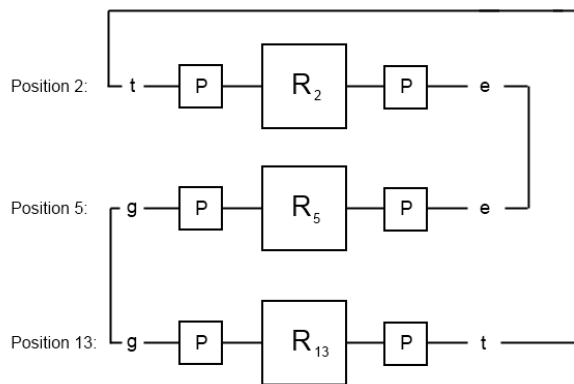 Position 2: t P R₂ P e
Position 5: g P R₅ P e
Position 13: g P R₁₃ P t